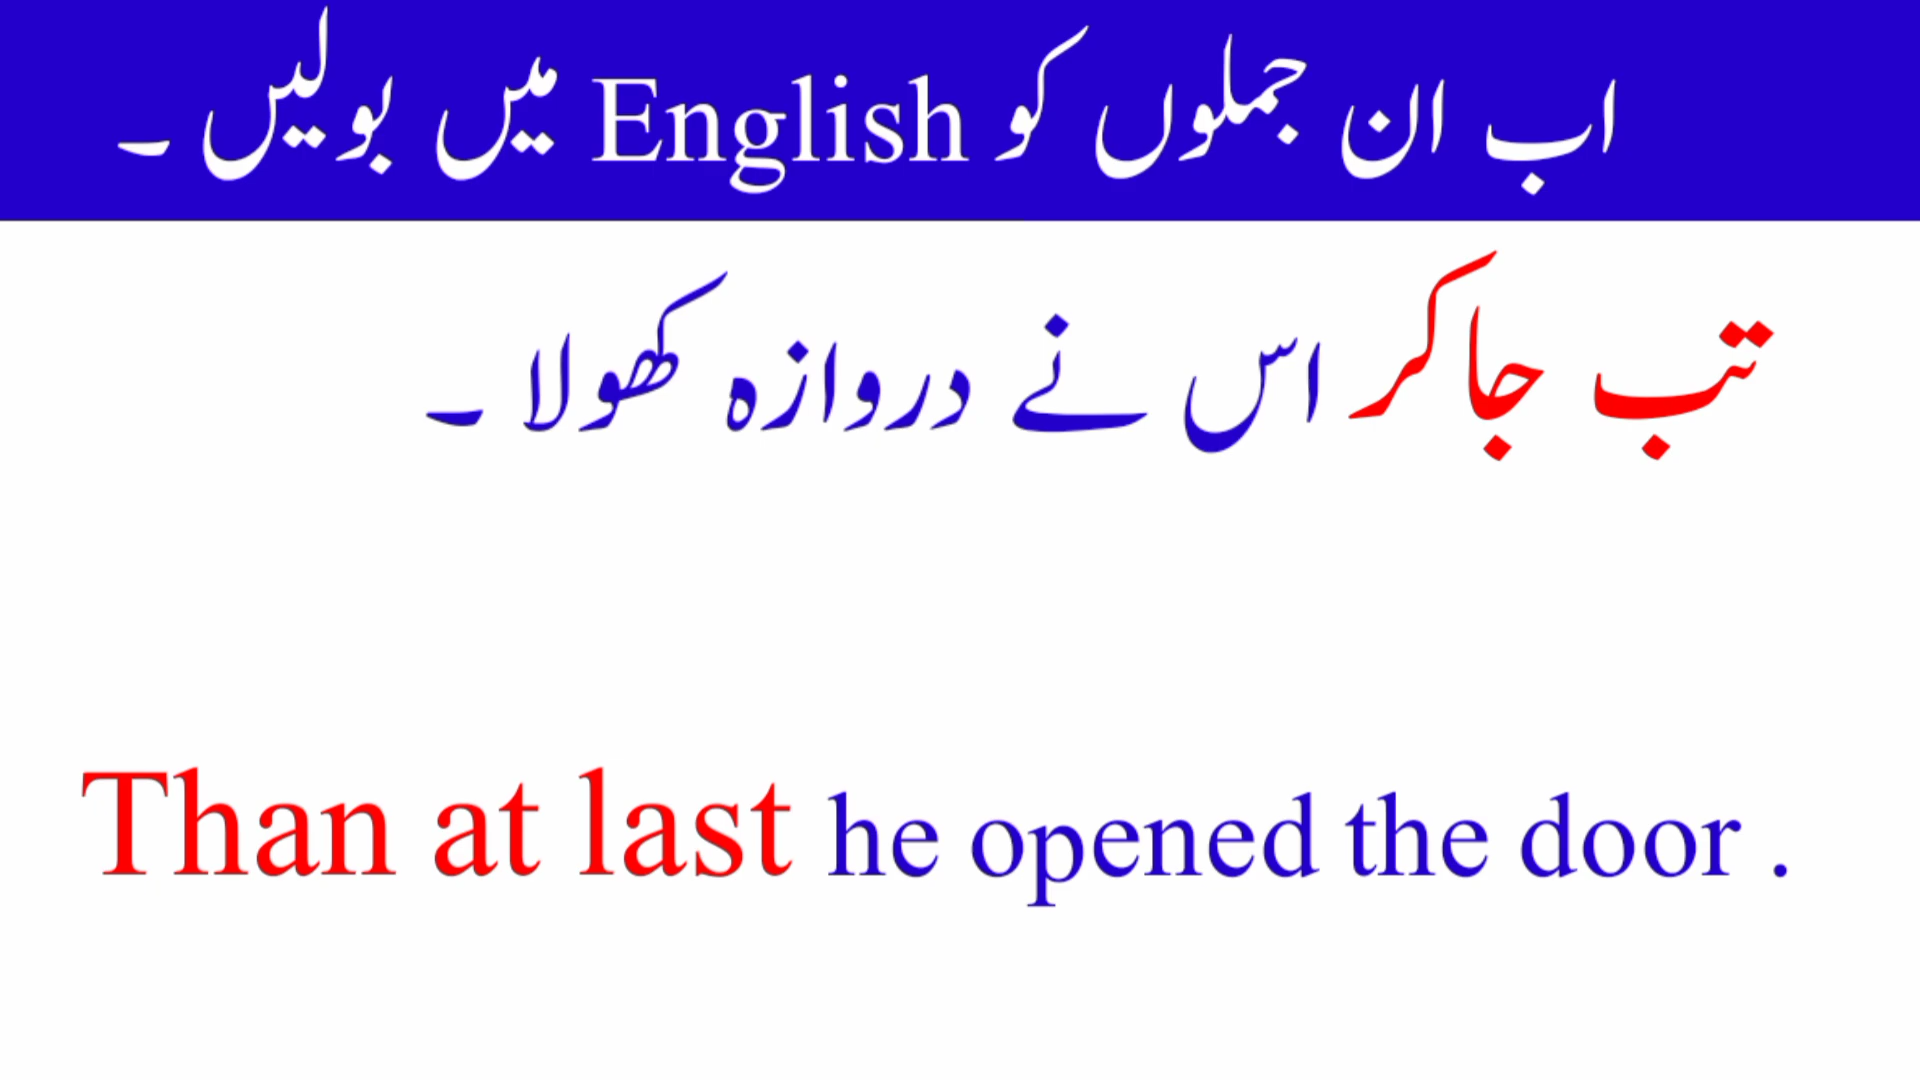 اب ان جملوں کو English میں بولیں ۔
تب جاکر اس نے دروازہ کھولا ۔
Than at last he opened the door .